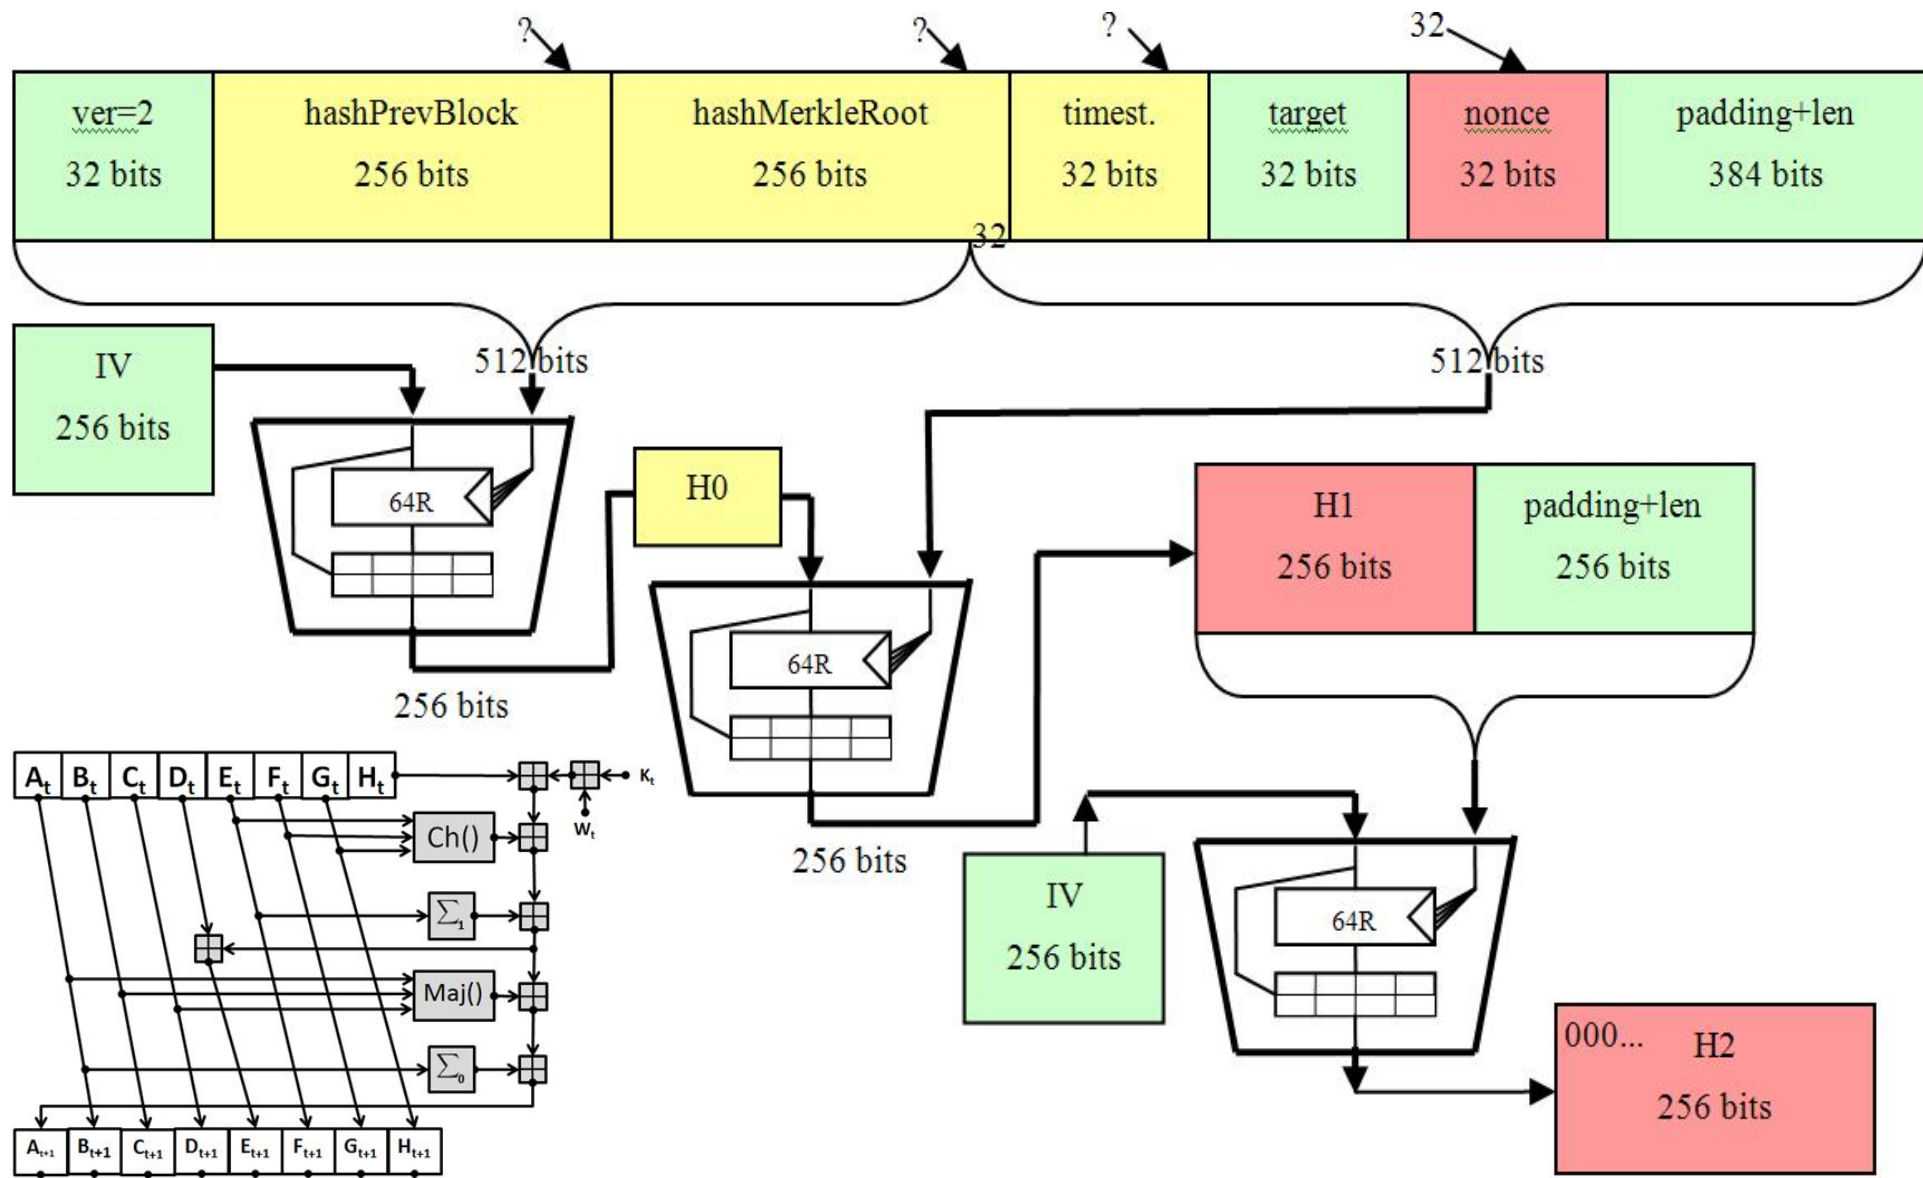 ? ? ? 32
ver=2 hashPrevBlock hashMerkleRoot timest. target nonce padding+len
32 bits 256 bits 256 bits 32 bits 32 bits 32 bits 384 bits
32
IV
256 bits
512 bits
512 bits
64R
H0
256 bits
64R
256 bits
H1 padding+len
256 bits 256 bits
IV
256 bits
64R
000... H2
256 bits
At Bt Ct Dt Et Ft Gt Ht
Kt
Wt
Ch()
Σ1
Maj()
Σ0
At+1 Bt+1 Ct+1 Dt+1 Et+1 Ft+1 Gt+1 Ht+1